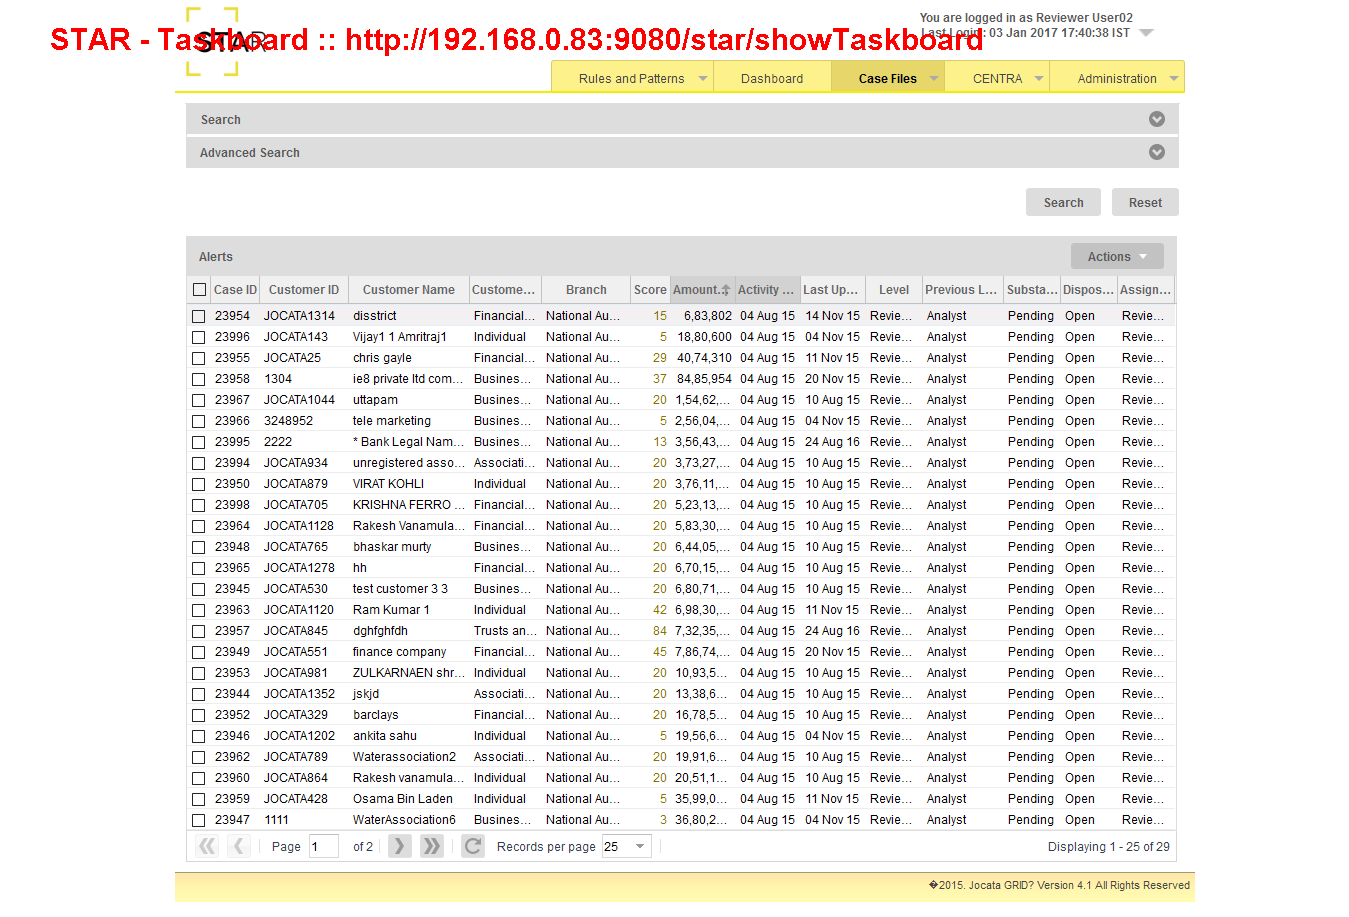 You are logged in as Reviewer User02
STAR - Taskboard :: http://192.168.0.83:9080/star/showTaskboard
STAR
Last Login : 03 Jan 2017 17:40:38 IST
Rules and Patterns Dashboard Case Files CENTRA Administration
Search
Advanced Search
Search Reset
Alerts Actions
Case ID Customer ID Customer Name Custome... Branch Score Amount... Activity ... Last Up... Level Previous L... Substa... Dispos... Assign...
23954 JOCATA1314 disstrict Financial... National Au... 15 6,83,802 04 Aug 15 14 Nov 15 Revie... Analyst Pending Open Revie...
23996 JOCATA143 Vijay1 1 Amritraj1 Individual National Au... 5 18,80,600 04 Aug 15 04 Nov 15 Revie... Analyst Pending Open Revie...
23955 JOCATA25 chris gayle Financial... National Au... 29 40,74,310 04 Aug 15 11 Nov 15 Revie... Analyst Pending Open Revie...
23958 1304 ie8 private ltd com... Busines... National Au... 37 84,85,954 04 Aug 15 20 Nov 15 Revie... Analyst Pending Open Revie...
23967 JOCATA1044 uttapam Busines... National Au... 20 1,54,62,... 04 Aug 15 10 Aug 15 Revie... Analyst Pending Open Revie...
23966 3248952 tele marketing Busines... National Au... 5 2,56,04,... 04 Aug 15 04 Nov 15 Revie... Analyst Pending Open Revie...
23995 2222 * Bank Legal Nam... Busines... National Au... 13 3,56,43,... 04 Aug 15 24 Aug 16 Revie... Analyst Pending Open Revie...
23994 JOCATA934 unregistered asso... Associati... National Au... 20 3,73,27,... 04 Aug 15 10 Aug 15 Revie... Analyst Pending Open Revie...
23950 JOCATA879 VIRAT KOHLI Individual National Au... 20 3,76,11,... 04 Aug 15 10 Aug 15 Revie... Analyst Pending Open Revie...
23998 JOCATA705 KRISHNA FERRO ... Financial... National Au... 20 5,23,13,... 04 Aug 15 10 Aug 15 Revie... Analyst Pending Open Revie...
23964 JOCATA1128 Rakesh Vanamula... Financial... National Au... 20 5,83,30,... 04 Aug 15 10 Aug 15 Revie... Analyst Pending Open Revie...
23948 JOCATA765 bhaskar murty Busines... National Au... 20 6,44,05,... 04 Aug 15 10 Aug 15 Revie... Analyst Pending Open Revie...
23965 JOCATA1278 hh Financial... National Au... 20 6,70,15,... 04 Aug 15 10 Aug 15 Revie... Analyst Pending Open Revie...
23945 JOCATA530 test customer 3 3 Busines... National Au... 20 6,80,71,... 04 Aug 15 10 Aug 15 Revie... Analyst Pending Open Revie...
23963 JOCATA1120 Ram Kumar 1 Individual National Au... 42 6,98,30,... 04 Aug 15 11 Nov 15 Revie... Analyst Pending Open Revie...
23957 JOCATA845 dghfghfdh Trusts an... National Au... 84 7,32,35,... 04 Aug 15 24 Aug 16 Revie... Analyst Pending Open Revie...
23949 JOCATA551 finance company Financial... National Au... 45 7,86,74,... 04 Aug 15 20 Nov 15 Revie... Analyst Pending Open Revie...
23953 JOCATA981 ZULKARNAEN shr... Individual National Au... 20 10,93,5... 04 Aug 15 10 Aug 15 Revie... Analyst Pending Open Revie...
23944 JOCATA1352 jskjd Associati... National Au... 20 13,38,6... 04 Aug 15 10 Aug 15 Revie... Analyst Pending Open Revie...
23952 JOCATA329 barclays Financial... National Au... 20 16,78,5... 04 Aug 15 10 Aug 15 Revie... Analyst Pending Open Revie...
23946 JOCATA1202 ankita sahu Individual National Au... 5 19,56,6... 04 Aug 15 04 Nov 15 Revie... Analyst Pending Open Revie...
23962 JOCATA789 Waterassociation2 Associati... National Au... 20 19,91,6... 04 Aug 15 10 Aug 15 Revie... Analyst Pending Open Revie...
23960 JOCATA864 Rakesh vanamula... Individual National Au... 20 20,51,1... 04 Aug 15 10 Aug 15 Revie... Analyst Pending Open Revie...
23959 JOCATA428 Osama Bin Laden Individual National Au... 5 35,99,0... 04 Aug 15 11 Nov 15 Revie... Analyst Pending Open Revie...
23947 1111 WaterAssociation6 Busines... National Au... 3 36,80,2... 04 Aug 15 04 Nov 15 Revie... Analyst Pending Open Revie...
Page 1 of 2 Records per page 25 Displaying 1 - 25 of 29
�2015. Jocata GRID? Version 4.1 All Rights Reserved